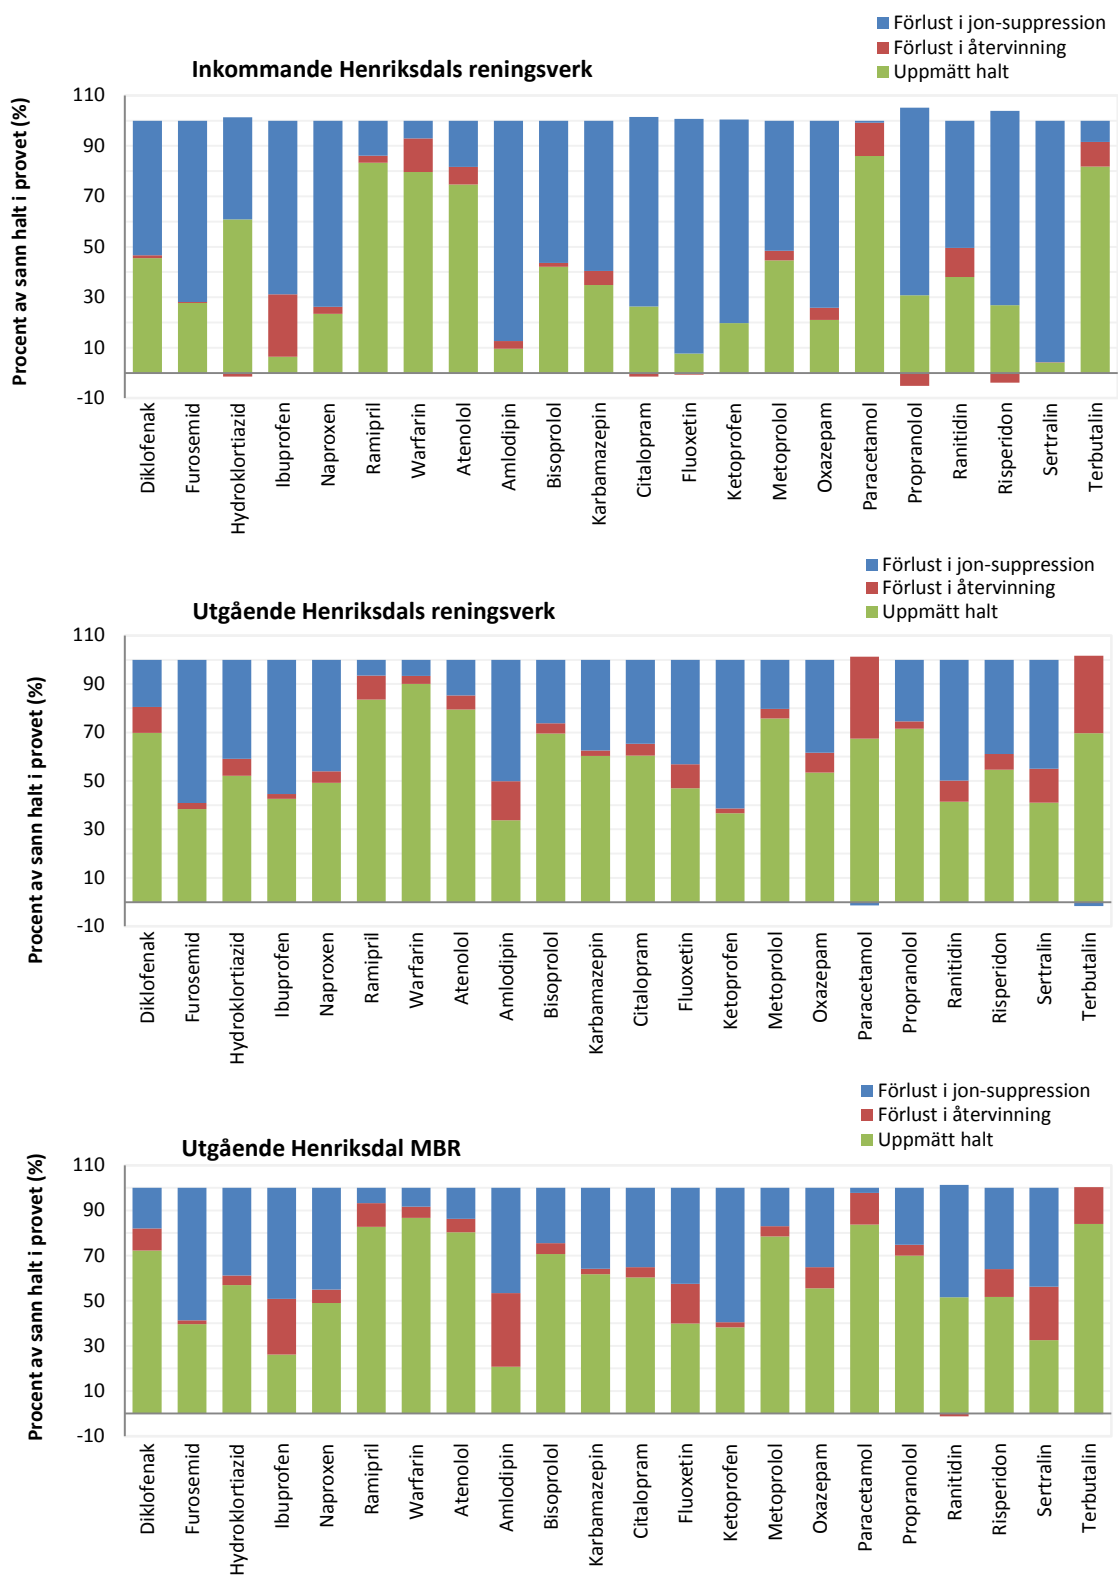 Förlust i jon-suppression
Förlust i återvinning
Uppmätt halt
Inkommande Henriksdals reningsverk
Procent av sann halt i provet (%)
110
90
70
50
30
10
-10
Diklofenak
Furosemid
Hydroklortiazid
Ibuprofen
Naproxen
Ramipril
Warfarin
Atenolol
Amlodipin
Bisoprolol
Karbamazepin
Citalopram
Fluoxetin
Ketoprofen
Metoprolol
Oxazepam
Paracetamol
Propranolol
Ranitidin
Risperidon
Sertralin
Terbutalin
Förlust i jon-suppression
Förlust i återvinning
Uppmätt halt
Utgående Henriksdals reningsverk
Procent av sann halt i provet (%)
110
90
70
50
30
10
-10
Diklofenak
Furosemid
Hydroklortiazid
Ibuprofen
Naproxen
Ramipril
Warfarin
Atenolol
Amlodipin
Bisoprolol
Karbamazepin
Citalopram
Fluoxetin
Ketoprofen
Metoprolol
Oxazepam
Paracetamol
Propranolol
Ranitidin
Risperidon
Sertralin
Terbutalin
Förlust i jon-suppression
Förlust i återvinning
Uppmätt halt
Utgående Henriksdal MBR
Procent av sann halt i provet (%)
110
90
70
50
30
10
-10
Diklofenak
Furosemid
Hydroklortiazid
Ibuprofen
Naproxen
Ramipril
Warfarin
Atenolol
Amlodipin
Bisoprolol
Karbamazepin
Citalopram
Fluoxetin
Ketoprofen
Metoprolol
Oxazepam
Paracetamol
Propranolol
Ranitidin
Risperidon
Sertralin
Terbutalin